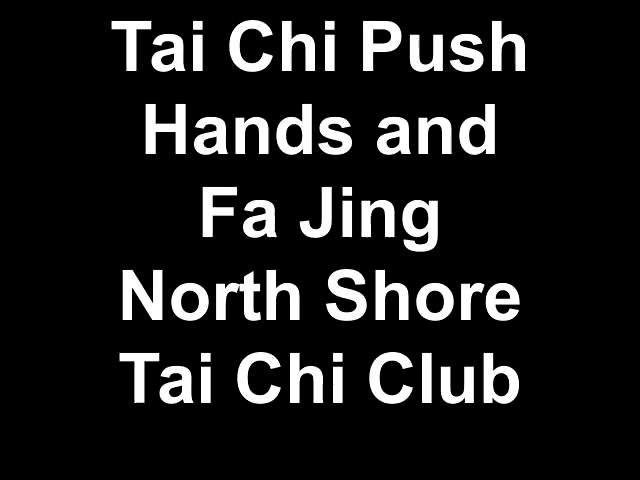 Tai Chi Push
Hands and
Fa Jing
North Shore
Tai Chi Club